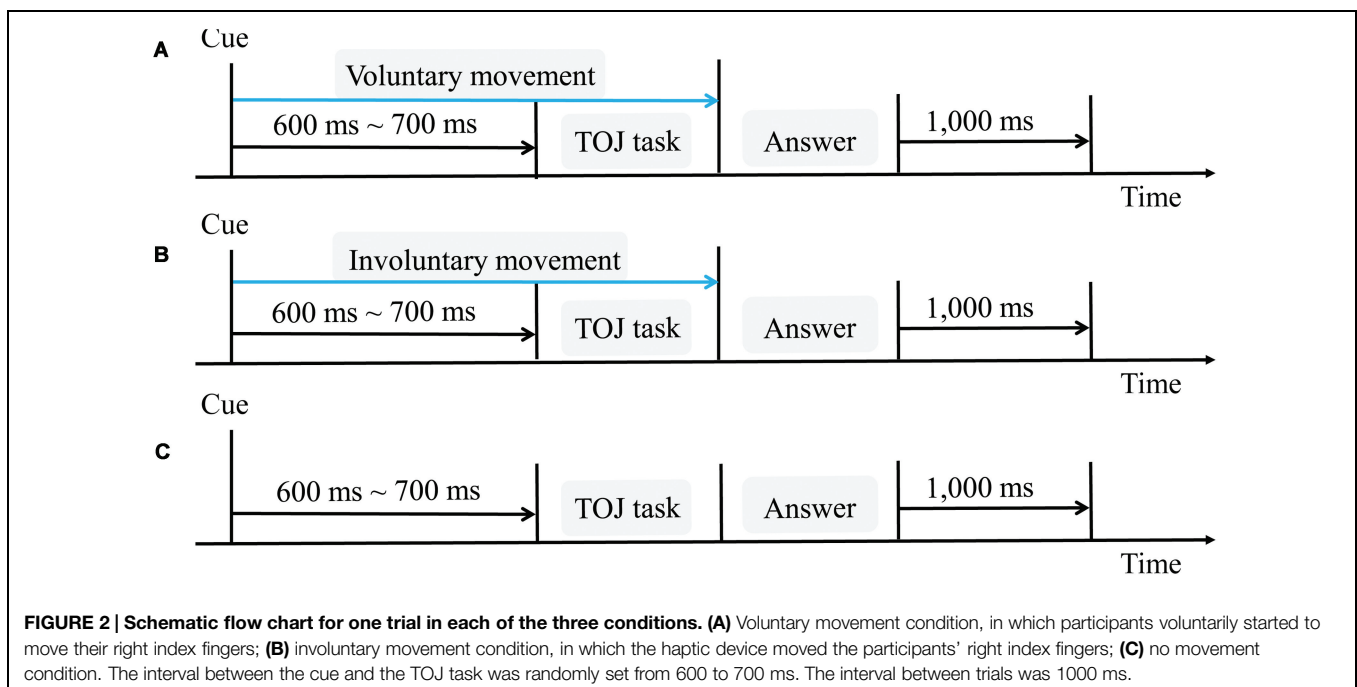 A
Cue
Voluntary movement
600 ms ~ 700 ms
TOJ task
Answer
1,000 ms
Time
B
Cue
Involuntary movement
600 ms ~ 700 ms
TOJ task
Answer
1,000 ms
Time
C
Cue
600 ms ~ 700 ms
TOJ task
Answer
1,000 ms
Time
FIGURE 2 | Schematic flow chart for one trial in each of the three conditions. (A) Voluntary movement condition, in which participants voluntarily started to
move their right index fingers; (B) involuntary movement condition, in which the haptic device moved the participants’ right index fingers; (C) no movement
condition. The interval between the cue and the TOJ task was randomly set from 600 to 700 ms. The interval between trials was 1000 ms.